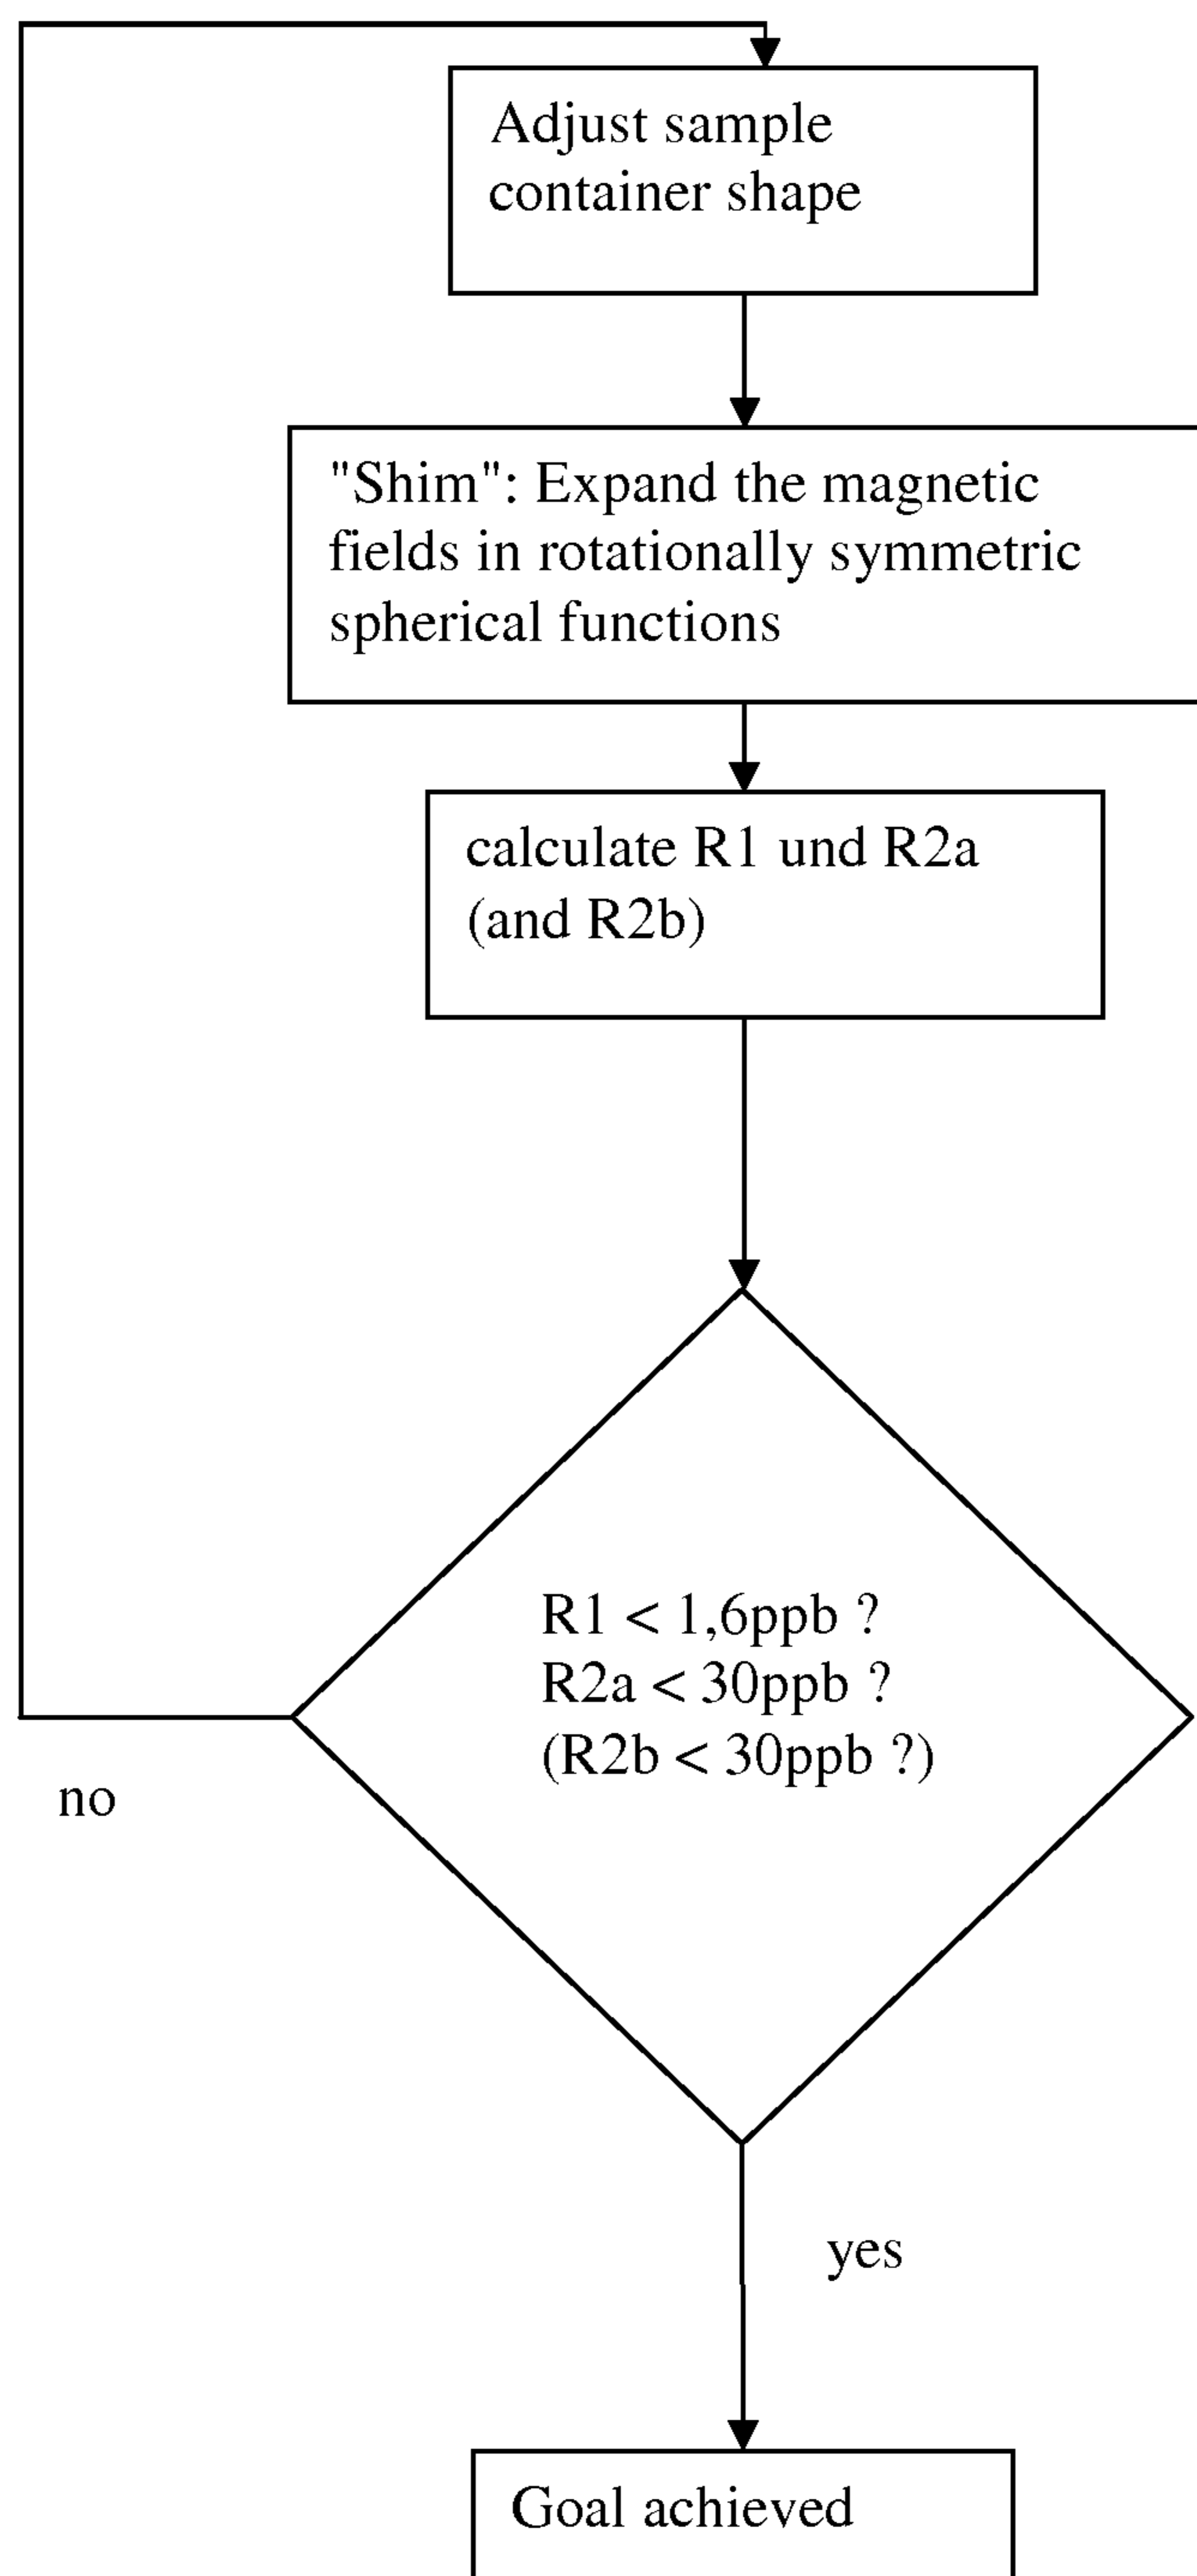 Adjust sample
container shape
"Shim": Expand the magnetic
fields in rotationally symmetric
spherical functions
calculate R1 und R2a
(and R2b)
R1 < 1,6ppb ?
R2a < 30ppb ?
(R2b < 30ppb ?)
no
yes
Goal achieved